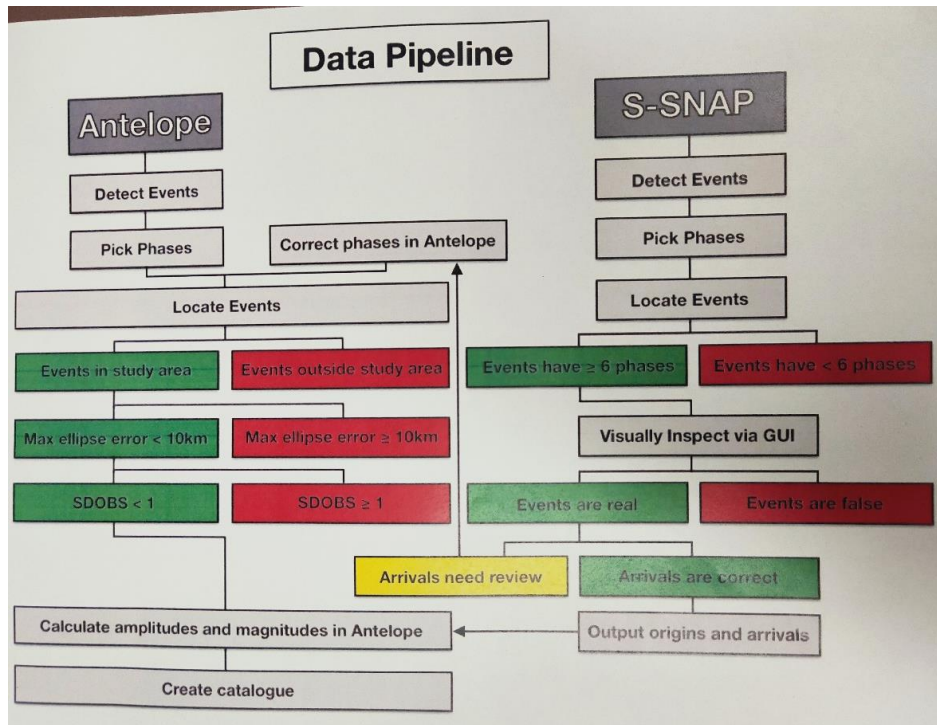 Data Pipeline
Antelope
S-SNAP
Detect Events
Pick Phases
Correct phases in Antelope
Locate Events
Events in study area
Events outside study area
Max ellipse error < 10km
Max ellipse error ≥ 10km
SDOBS < 1
SDOBS ≥ 1
Detect Events
Pick Phases
Locate Events
Events have ≥ 6 phases
Events have < 6 phases
Visually Inspect via GUI
Events are real
Events are false
Arrivals need review
Arrivals are correct
Calculate amplitudes and magnitudes in Antelope
Output origins and arrivals
Create catalogue